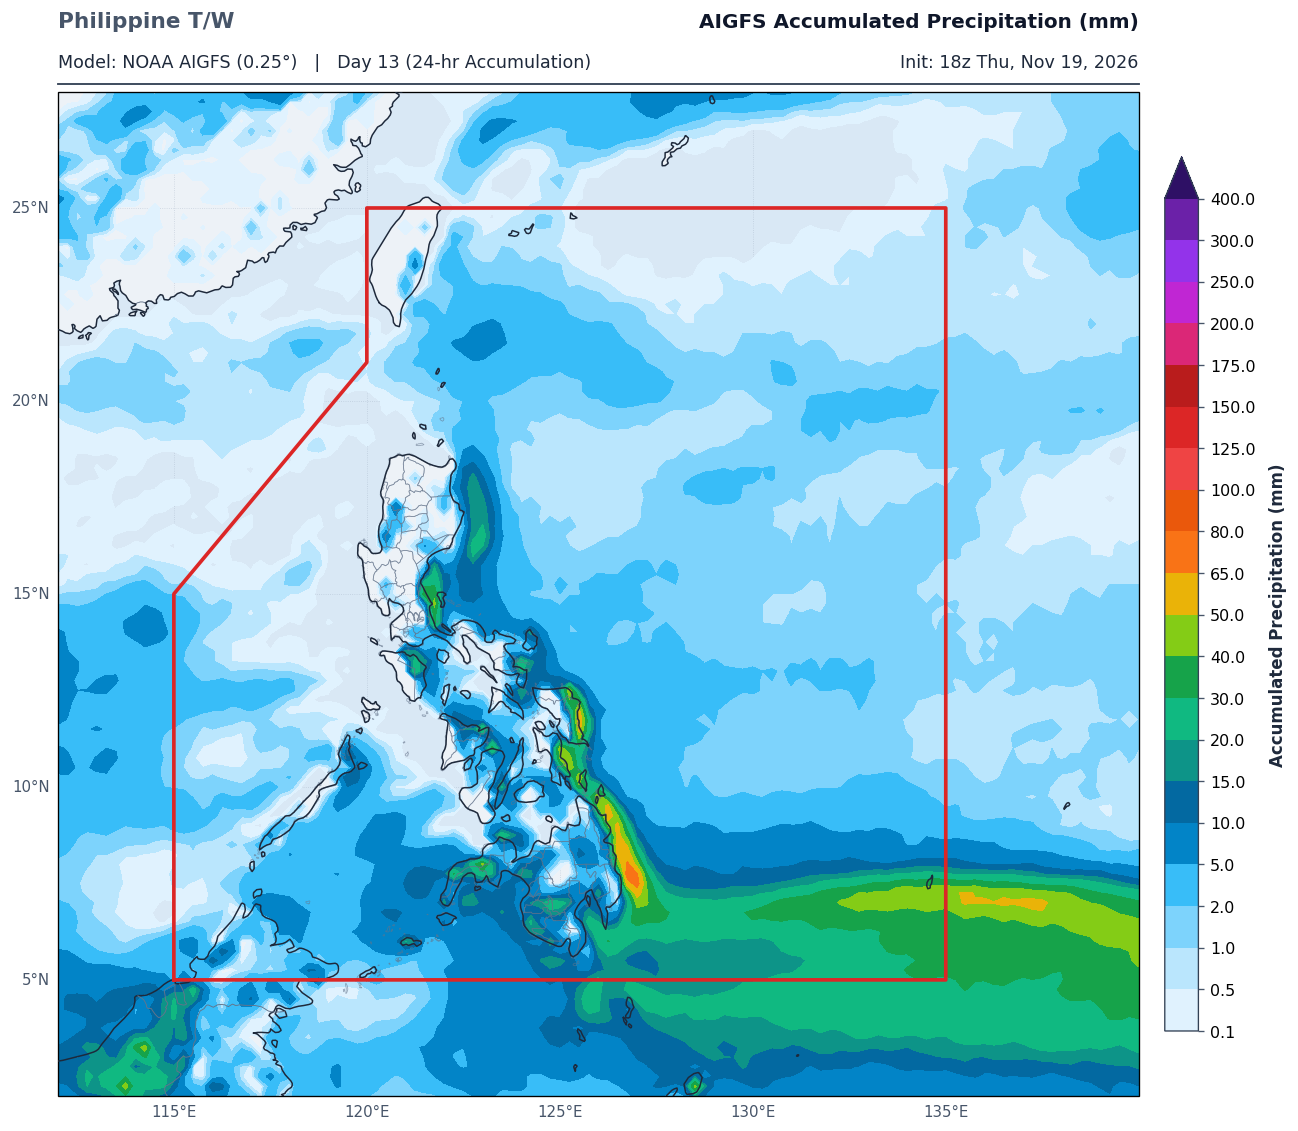 Philippine T/W
AIGFS Accumulated Precipitation (mm)
Model: NOAA AIGFS (0.25°) | Day 13 (24-hr Accumulation)
Init: 18z Thu, Nov 19, 2026
25°N
20°N
15°N
10°N
5°N
115°E
120°E
125°E
130°E
135°E
400.0
300.0
250.0
200.0
175.0
150.0
125.0
100.0
80.0
65.0
50.0
40.0
30.0
20.0
15.0
10.0
5.0
2.0
1.0
0.5
0.1
Accumulated Precipitation (mm)